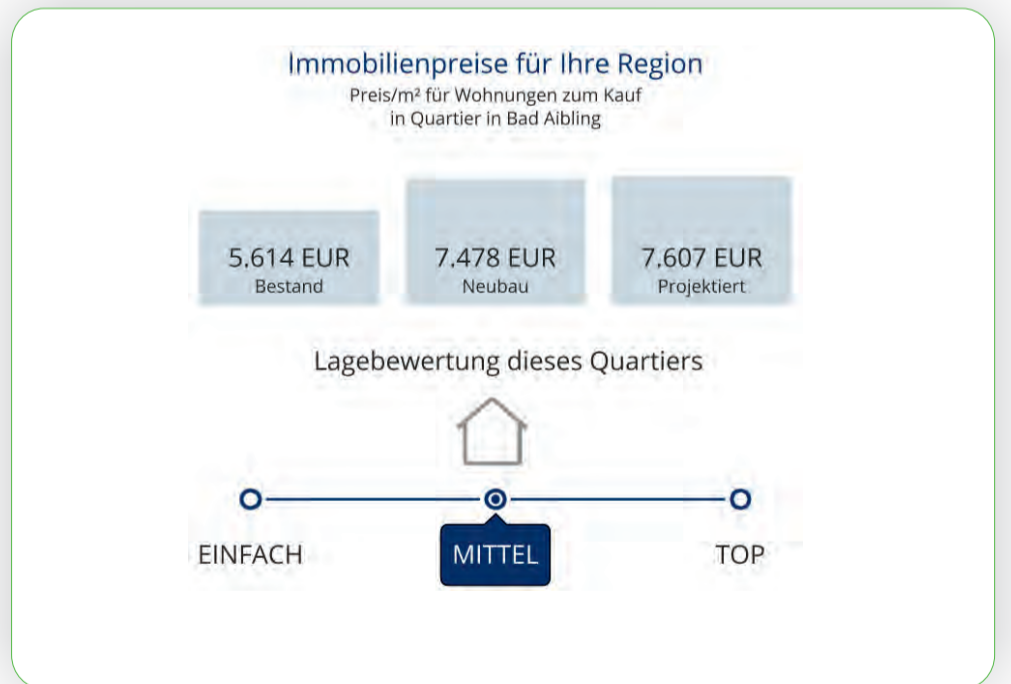 Immobilienpreise für Ihre Region
Preis/m² für Wohnungen zum Kauf
in Quartier in Bad Aibling
5.614 EUR
Bestand
7.478 EUR
Neubau
7.607 EUR
Projektiert
Lagebewertung dieses Quartiers
EINFACH
MITTEL
TOP